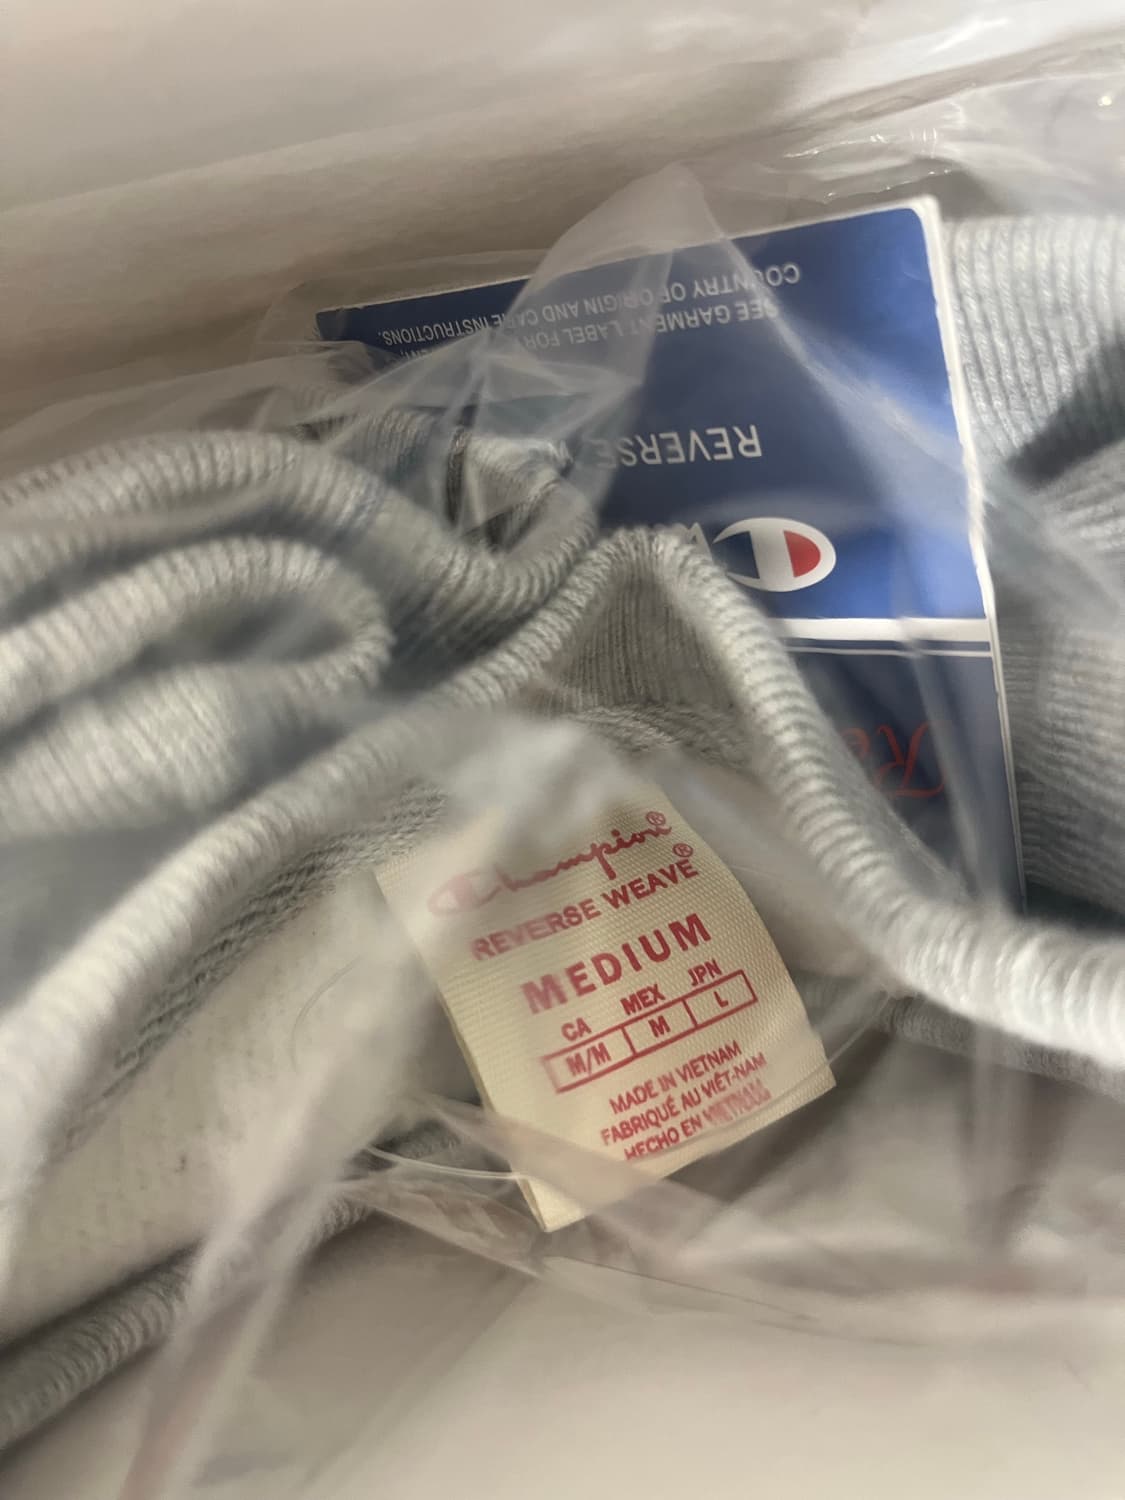 SEE GARMENT LABEL FOR
COUNTRY OF ORIGIN AND CARE INSTRUCTIONS.
REVERSE
Champion®
REVERSE WEAVE®
MEDIUM
CA MEX JPN
M/M M L
MADE IN VIETNAM
FABRIQUÉ AU VIÊT-NAM
HECHO EN VIETNAM